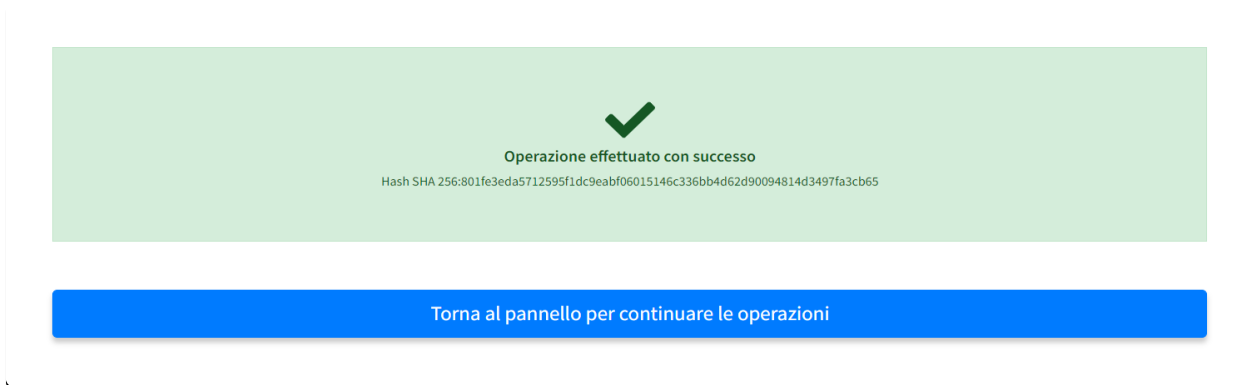 Operazione effettuato con successo
Hash SHA 256:801fe3eda5712595f1dc9eabf06015146c336bb4d62d90094814d3497fa3cb65
Torna al pannello per continuare le operazioni